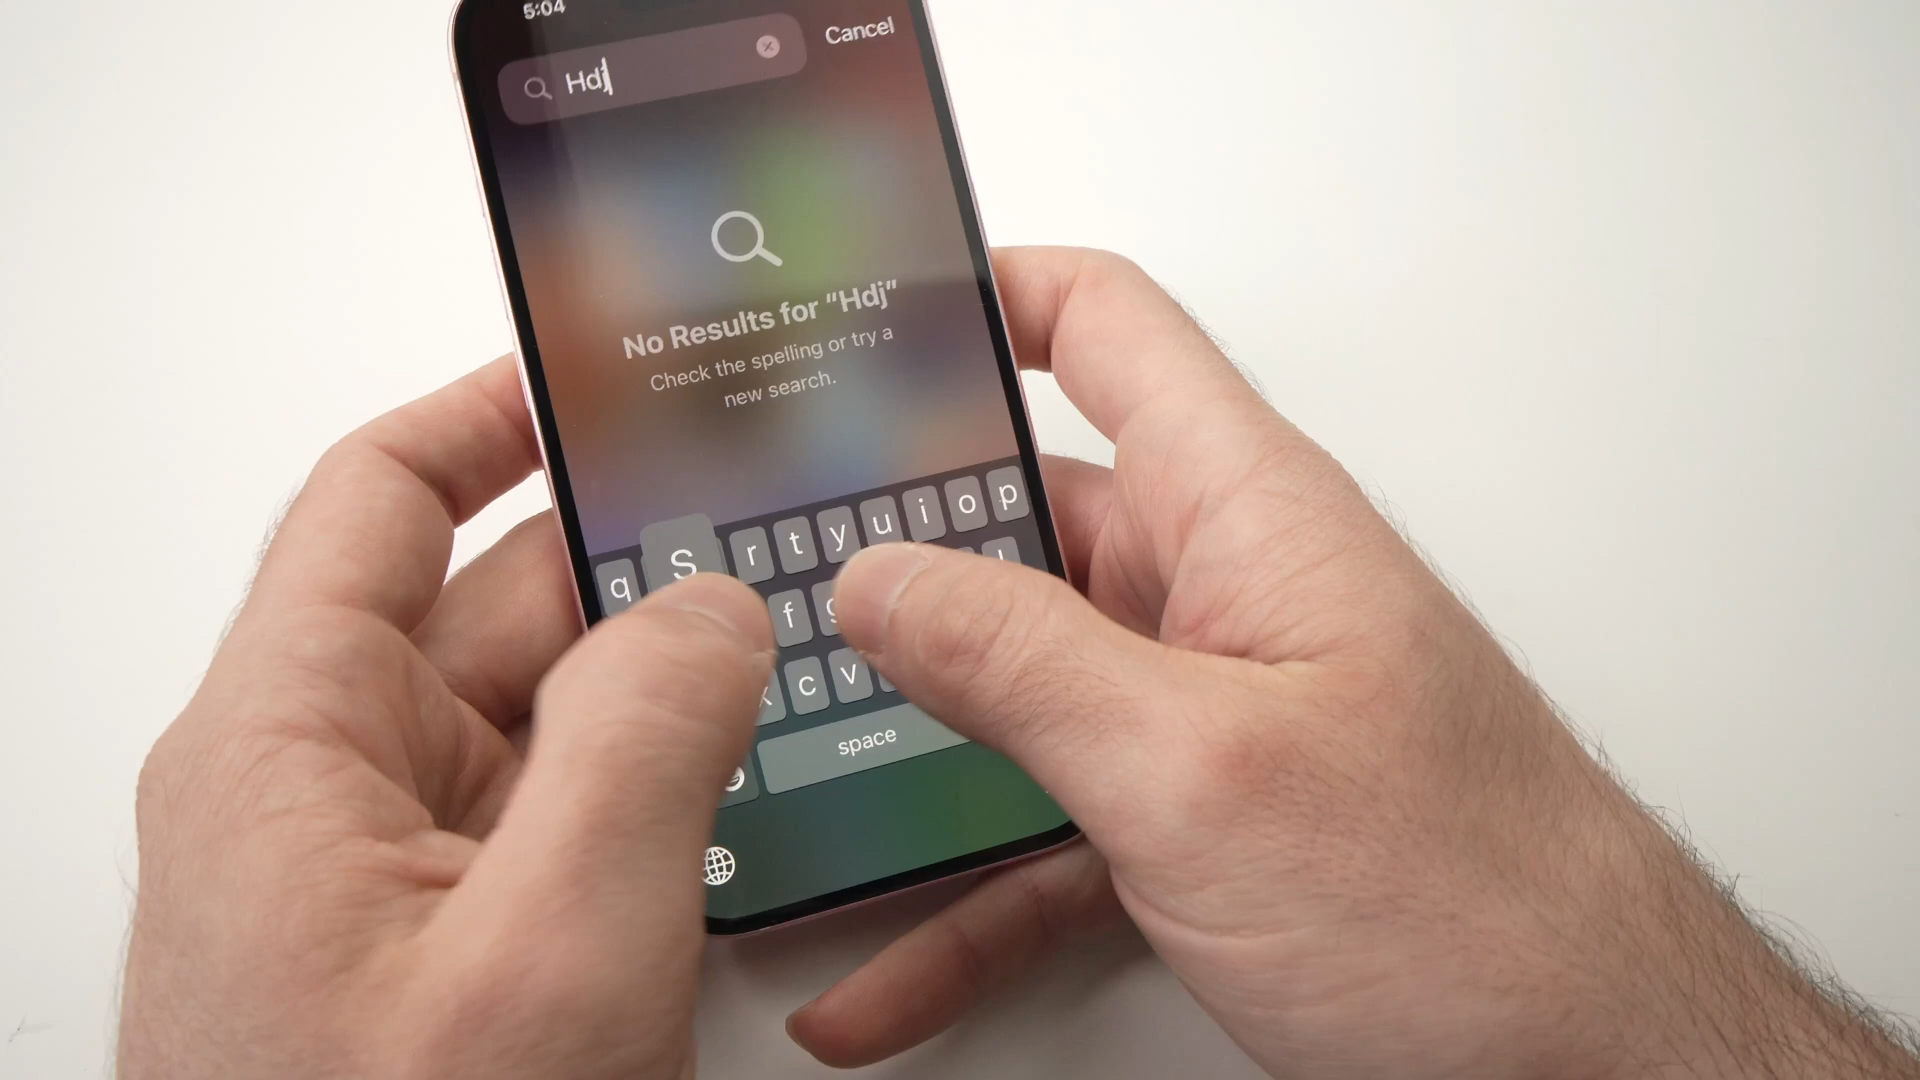 5:04
Hdj
Cancel
No Results for “Hdj”
Check the spelling or try a
new search.
q S r t y u i o p
f g
x c v
space